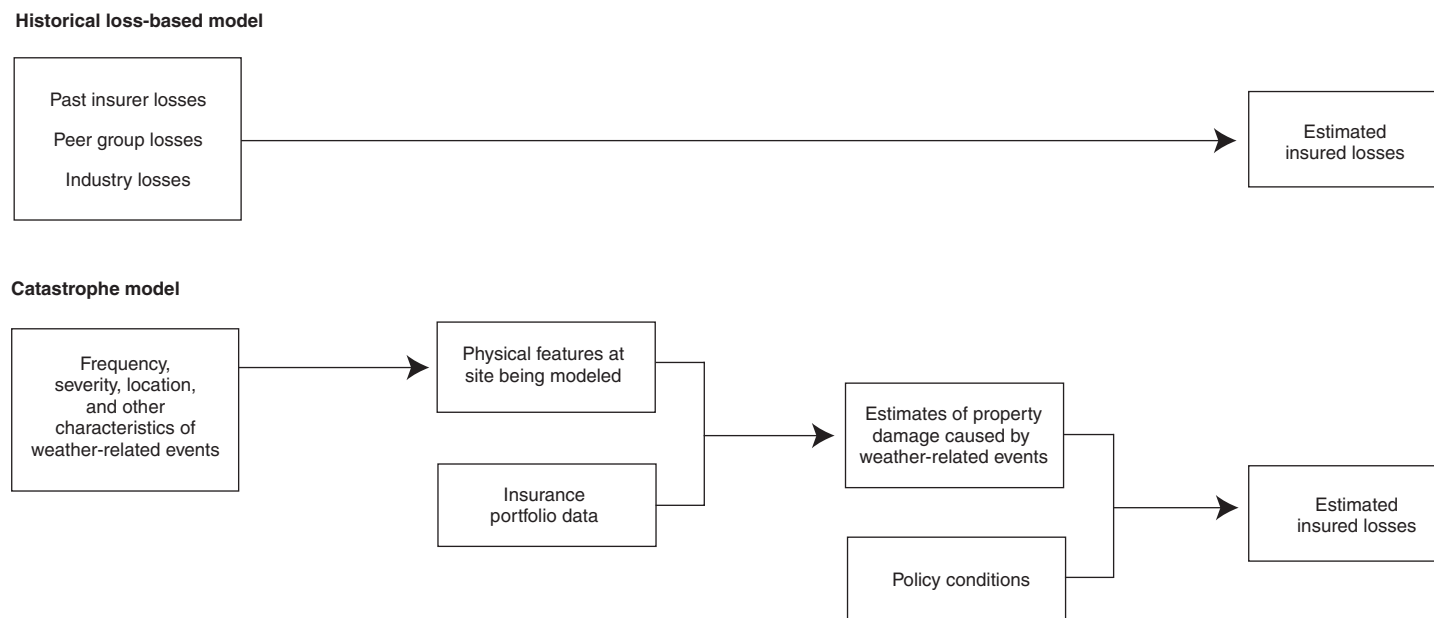 Historical loss-based model
Past insurer losses
Peer group losses
Industry losses
Estimated
insured losses
Catastrophe model
Frequency,
severity, location,
and other
characteristics of
weather-related events
Physical features at
site being modeled
Insurance
portfolio data
Estimates of property
damage caused by
weather-related events
Policy conditions
Estimated
insured losses